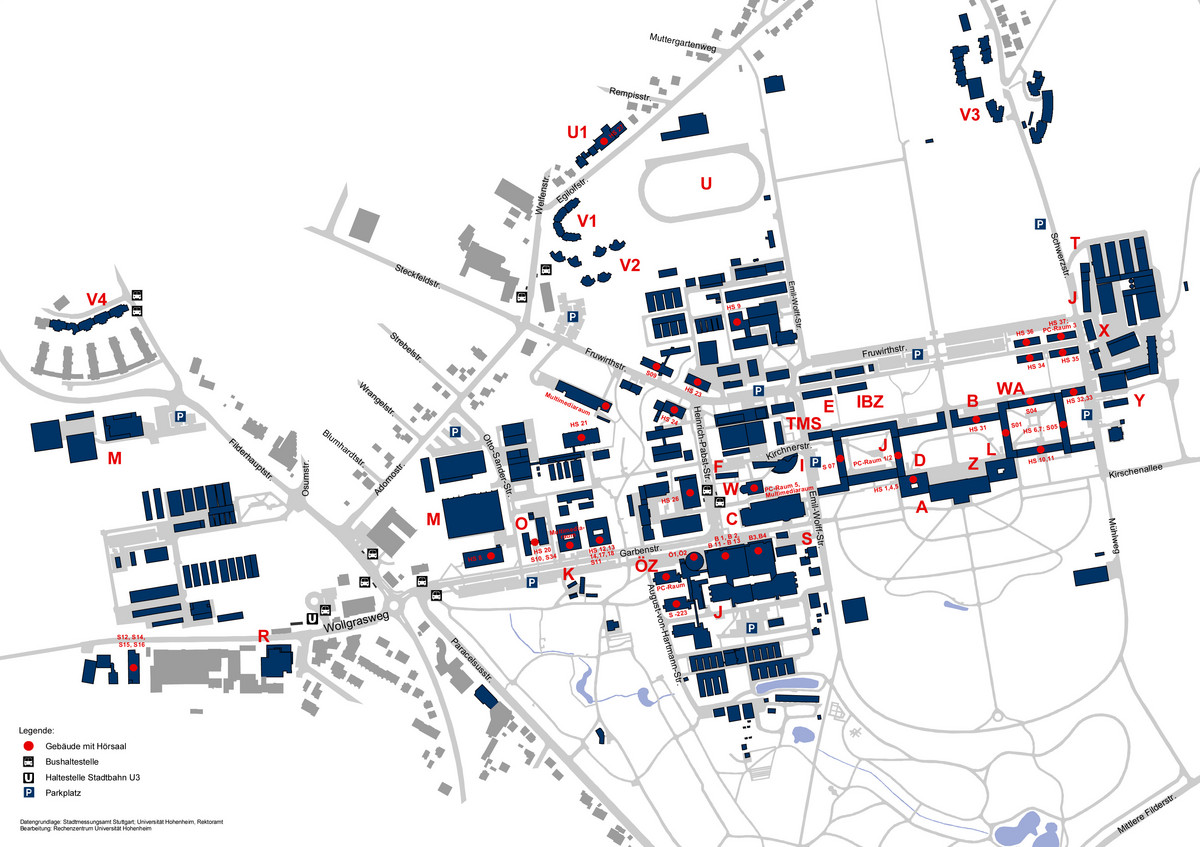 Muttergartenweg
Rempisstr.
V3
U1
U
Egilolfstr.
Welfenstr.
V1
V2
Steckfeldstr.
V4
T
Schwerzstr.
J
X
HS 9
Emil-Wolff-Str.
HS 37,
PC-Raum 3
HS 36
HS 34
HS 35
Fruwirthstr.
Fruwirthstr.
Strebelstr.
Wrangelstr.
Blumhardtstr.
Adornostr.
Otto-Sander-Str.
Filderhauptstr.
Osumstr.
S09
HS 23
Multimediaraum
HS 24
HS 21
Heinrich-Pabst-Str.
E
IBZ
B
WA
S04
HS 32,33
Y
TMS
Kirchnerstr.
HS 31
S01
HS 6,7, S05
J
L
HS 10,11
PC-Raum 1/2
S 07
D
Z
HS 1,4,5
A
Kirschenallee
M
M
F
I
W
PC-Raum 5,
Multimediaraum
HS 26
C
Emil-Wolff-Str.
S
O
HS 20
S10, S34
HS 12,13
14,17,18
S11
K
Garbenstr.
ÖZ
Ö1,Ö2
B 1, B 2,
B 11 - B 13
B3,B4
PC-Raum
S -223
J
August-von-Hartmann-Str.
Mühlweg
Wollgrasweg
R
S12, S14,
S15, S16
Paracelsusstr.
Mittlere Filderstr.
Legende:
Gebäude mit Hörsaal
Bushaltestelle
U Haltestelle Stadtbahn U3
P Parkplatz
Datengrundlage: Stadtmessungsamt Stuttgart; Universität Hohenheim, Rektoramt
Bearbeitung: Rechenzentrum Universität Hohenheim